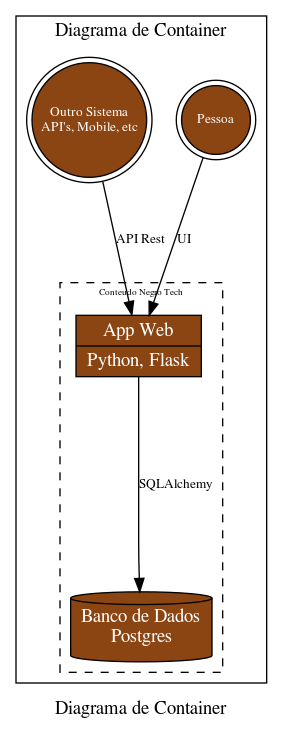 Diagrama de Container
Outro Sistema
API's, Mobile, etc
Pessoa
API Rest
UI
Conteudo Negro Tech
App Web
Python, Flask
SQLAlchemy
Banco de Dados
Postgres
Diagrama de Container